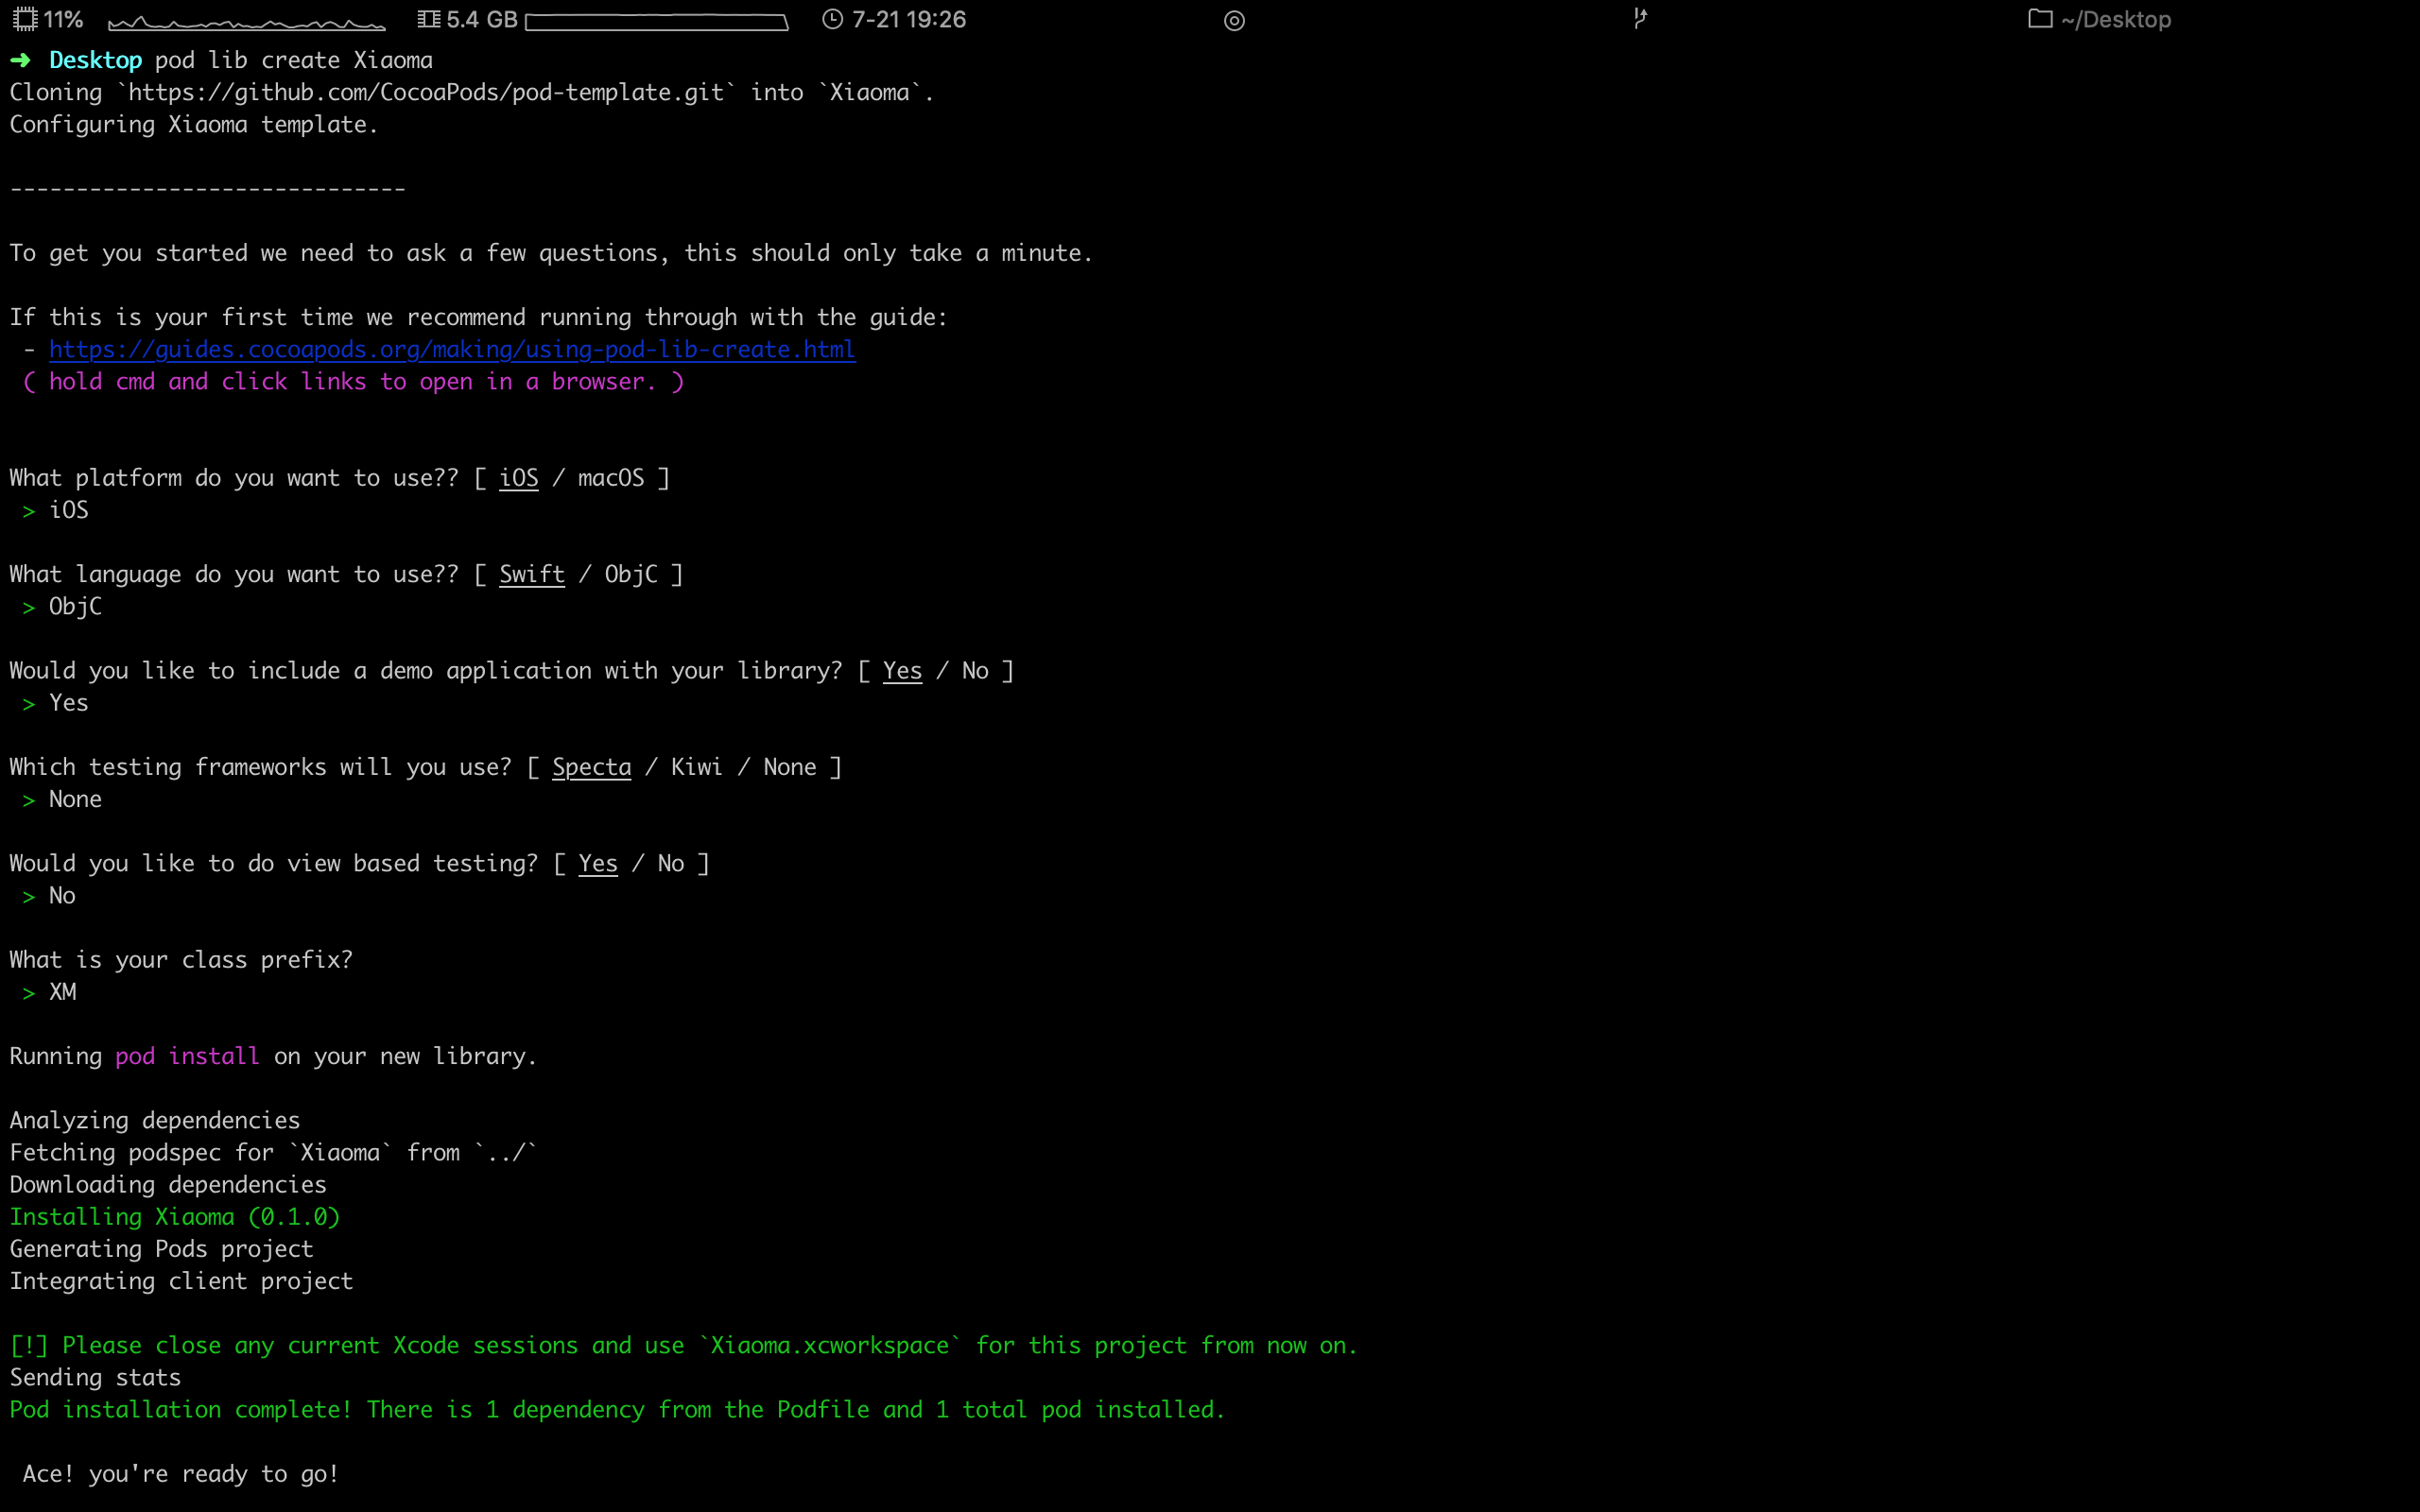 11% 5.4 GB 7-21 19:26 ~/Desktop
➜ Desktop pod lib create Xiaoma
Cloning `https://github.com/CocoaPods/pod-template.git` into `Xiaoma`.
Configuring Xiaoma template.
------------------------------
To get you started we need to ask a few questions, this should only take a minute.
If this is your first time we recommend running through with the guide:
- https://guides.cocoapods.org/making/using-pod-lib-create.html
( hold cmd and click links to open in a browser. )
What platform do you want to use?? [ iOS / macOS ]
> iOS
What language do you want to use?? [ Swift / ObjC ]
> ObjC
Would you like to include a demo application with your library? [ Yes / No ]
> Yes
Which testing frameworks will you use? [ Specta / Kiwi / None ]
> None
Would you like to do view based testing? [ Yes / No ]
> No
What is your class prefix?
> XM
Running pod install on your new library.
Analyzing dependencies
Fetching podspec for `Xiaoma` from `../`
Downloading dependencies
Installing Xiaoma (0.1.0)
Generating Pods project
Integrating client project
[!] Please close any current Xcode sessions and use `Xiaoma.xcworkspace` for this project from now on.
Sending stats
Pod installation complete! There is 1 dependency from the Podfile and 1 total pod installed.
Ace! you're ready to go!